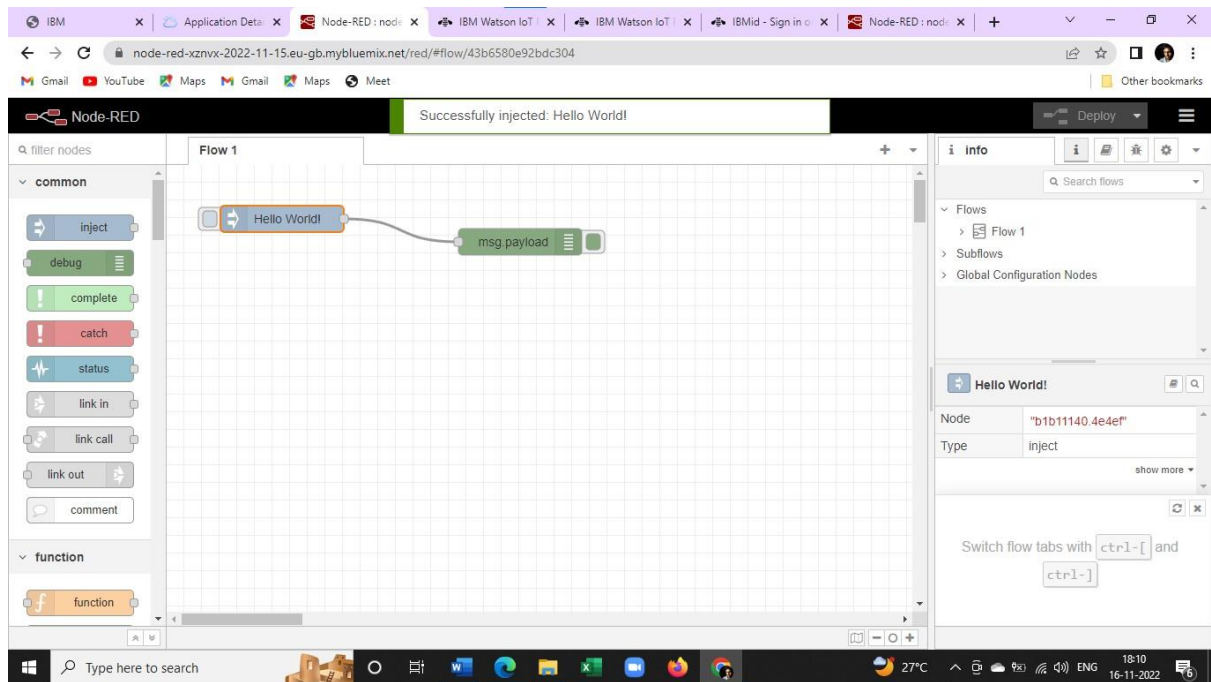 IBM
Application Deta
Node-RED : node
IBM Watson IoT
IBM Watson IoT
IBMid - Sign in o
Node-RED : node
node-red-xznvx-2022-11-15.eu-gb.mybluemix.net/red/#flow/43b6580e92bdc304
Gmail YouTube Maps Gmail Maps Meet Other bookmarks
Node-RED
Successfully injected: Hello World!
Deploy
filter nodes
common
inject
debug
complete
catch
status
link in
link call
link out
comment
function
function
Flow 1
Hello World!
msg.payload
i info
Search flows
Flows
Flow 1
Subflows
Global Configuration Nodes
Hello World!
Node "b1b11140.4e4ef"
Type inject
show more
Switch flow tabs with ctrl-[ and
ctrl-]
Type here to search
27°C
ENG
18:10
16-11-2022
6